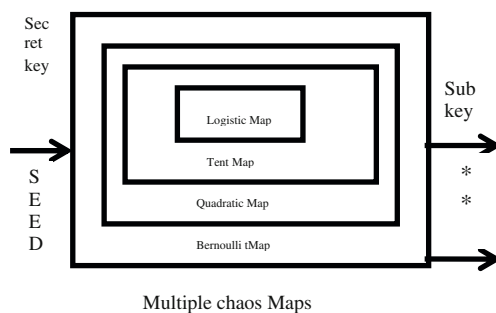 Sec
ret
key
Logistic Map
Tent Map
Quadratic Map
Bernoulli tMap
S
E
E
D
Sub
key
*
*
Multiple chaos Maps